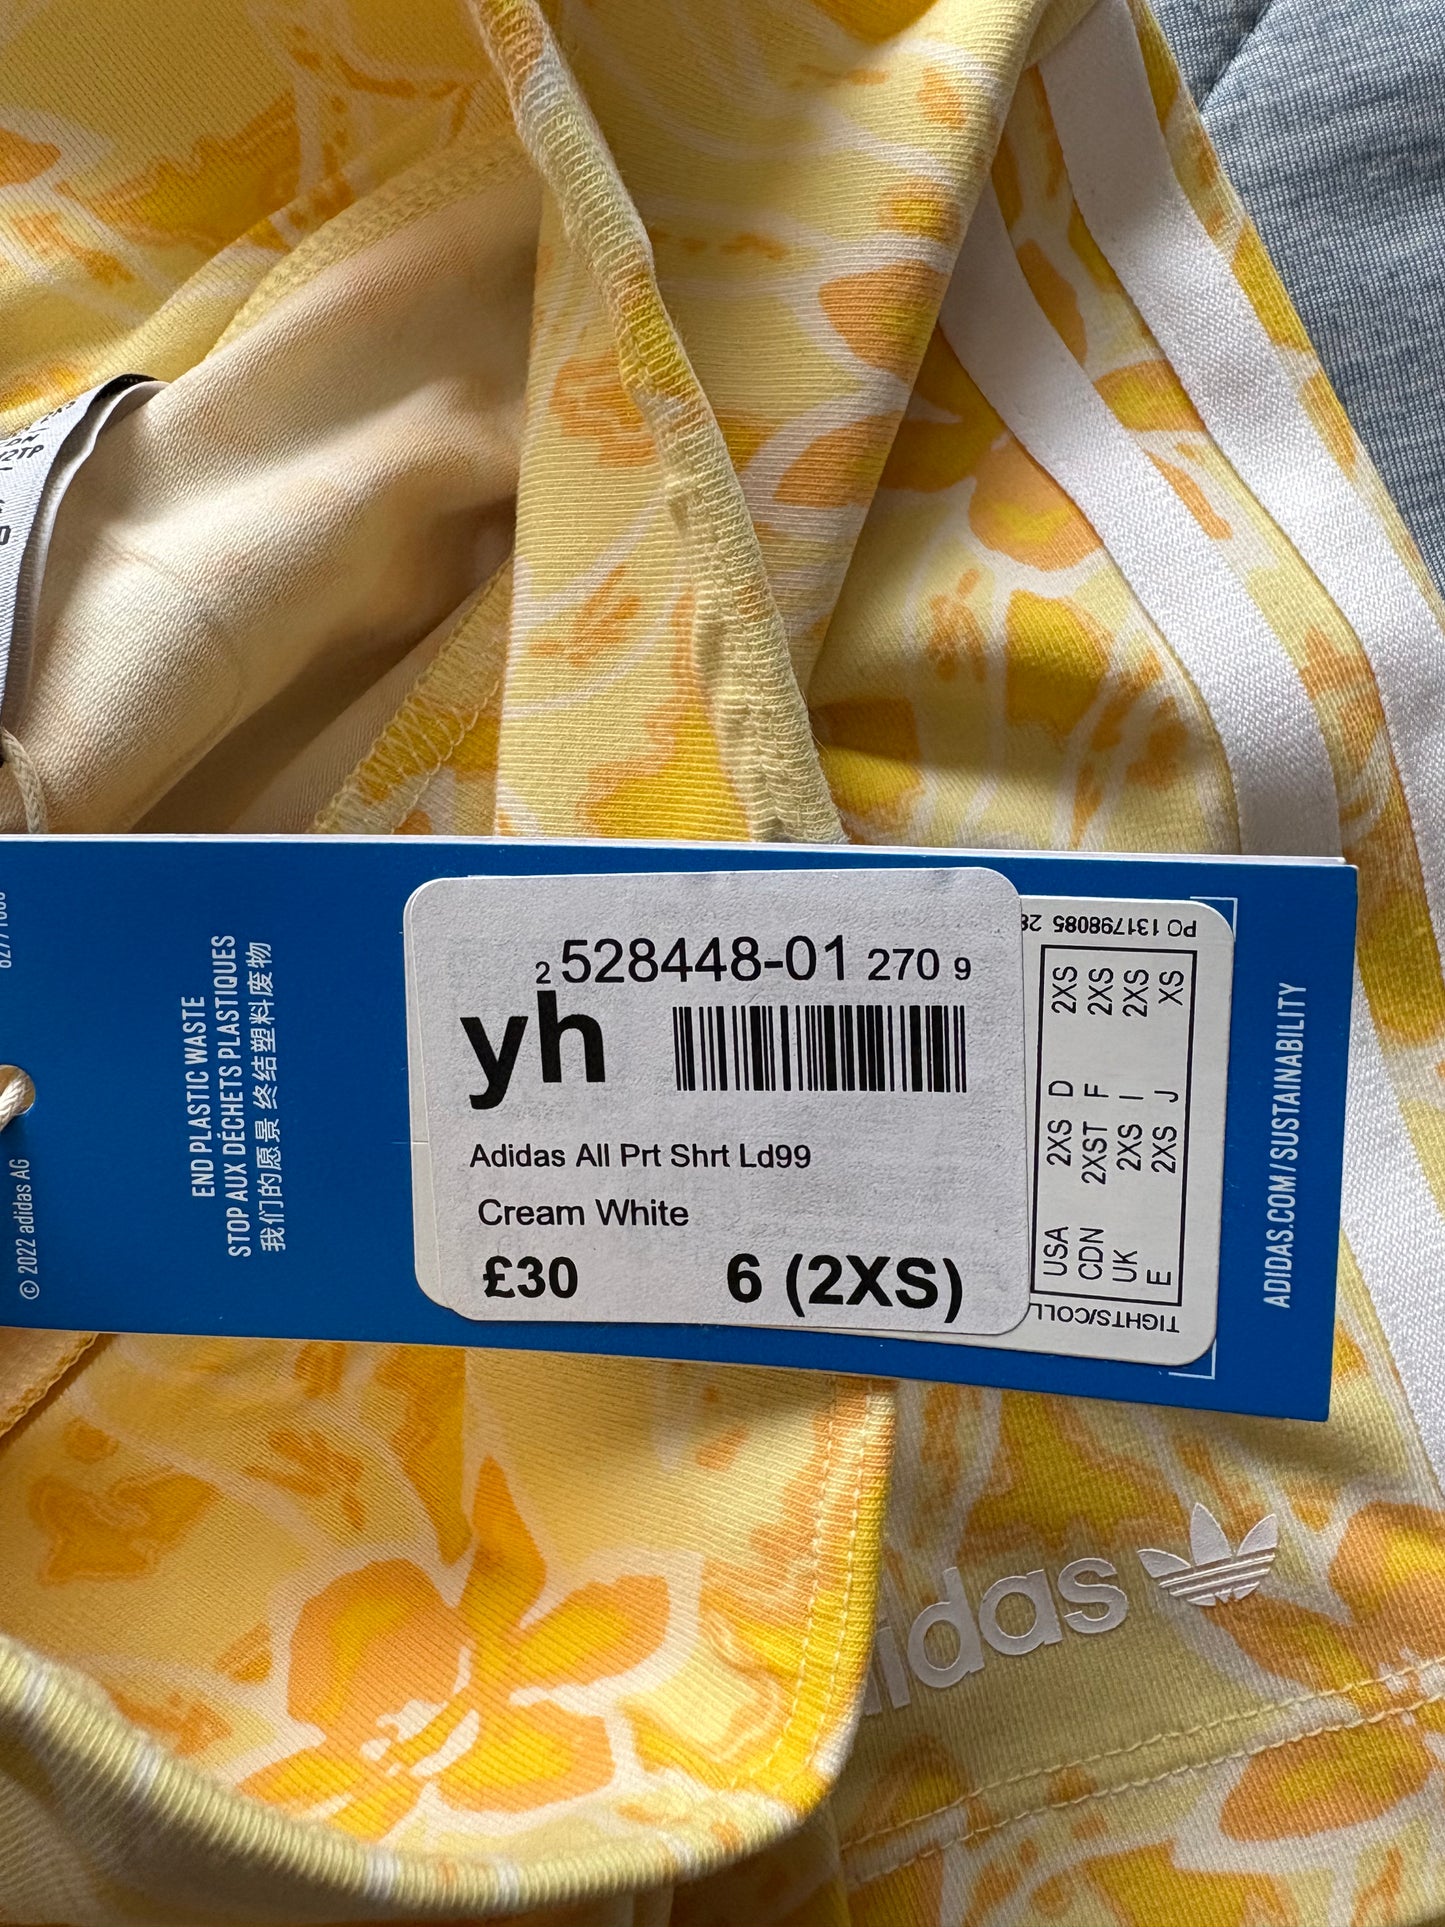 2XS
2TP
© 2022 adidas AG
END PLASTIC WASTE
STOP AUX DÉCHETS PLASTIQUES
我们的愿景 终结塑料废物
2 528448-01 270 9
yh
Adidas All Prt Shrt Ld99
Cream White
£30 6 (2XS)
PO 131798085
USA 2XS D 2XS
CDN 2XST F 2XS
UK 2XS I 2XS
E 2XS J XS
TIGHTS/COLL
ADIDAS.COM/SUSTAINABILITY
adidas